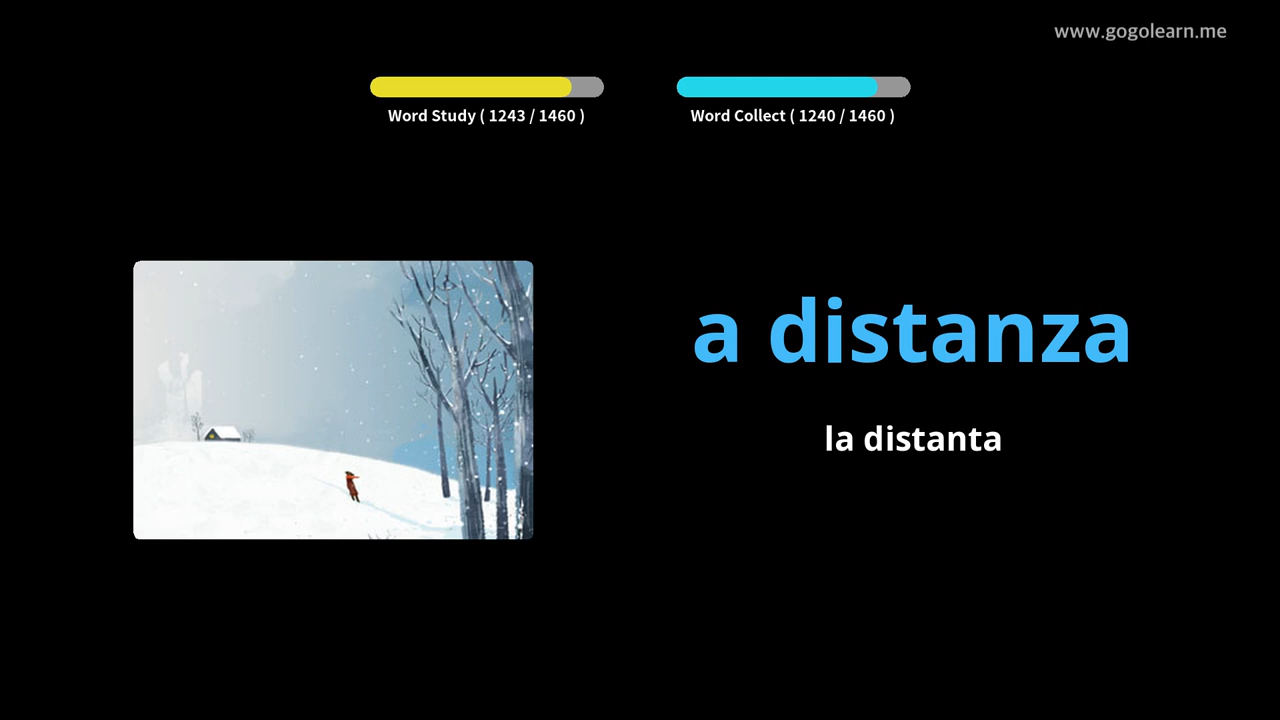 www.gogolearn.me
Word Study ( 1243 / 1460 )
Word Collect ( 1240 / 1460 )
a distanza
la distanta